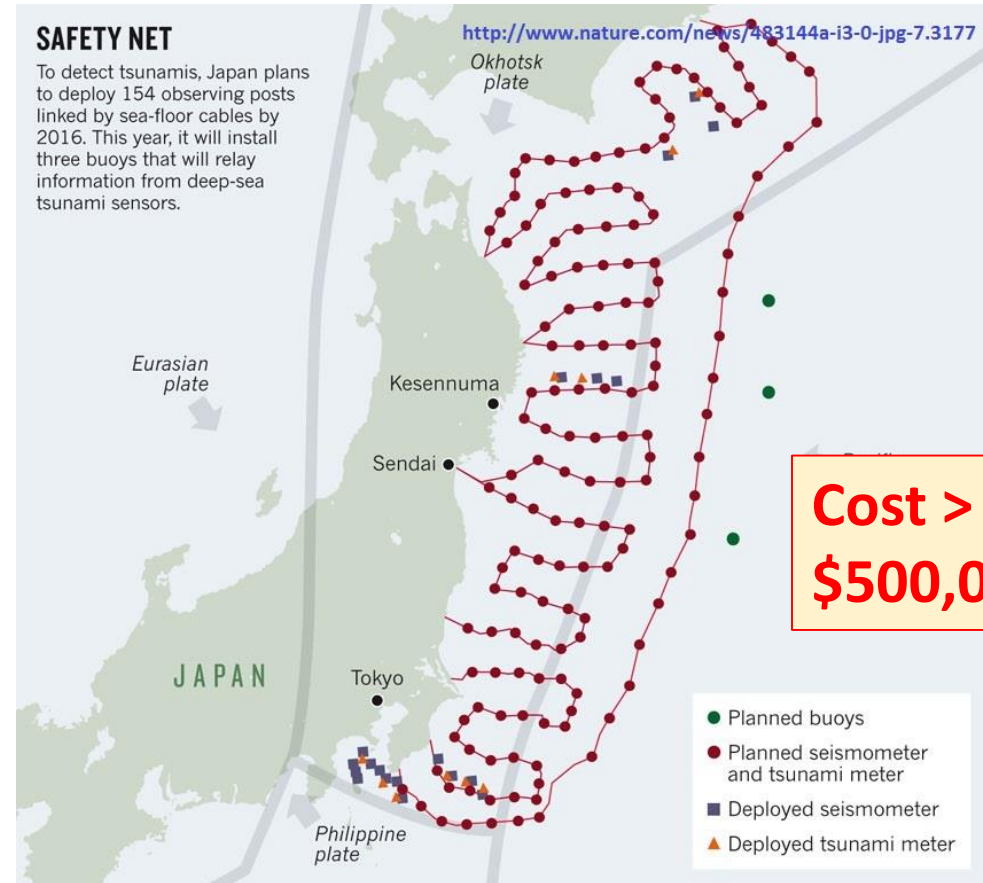 SAFETY NET
http://www.nature.com/news/483144a-i3-0-jpg-7.3177
To detect tsunamis, Japan plans
to deploy 154 observing posts
linked by sea-floor cables by
2016. This year, it will install
three buoys that will relay
information from deep-sea
tsunami sensors.
Okhotsk
plate
Eurasian
plate
Kesennuma
Sendai
Cost >
$500,0
JAPAN
Tokyo
Philippine
plate
Planned buoys
Planned seismometer
and tsunami meter
Deployed seismometer
Deployed tsunami meter